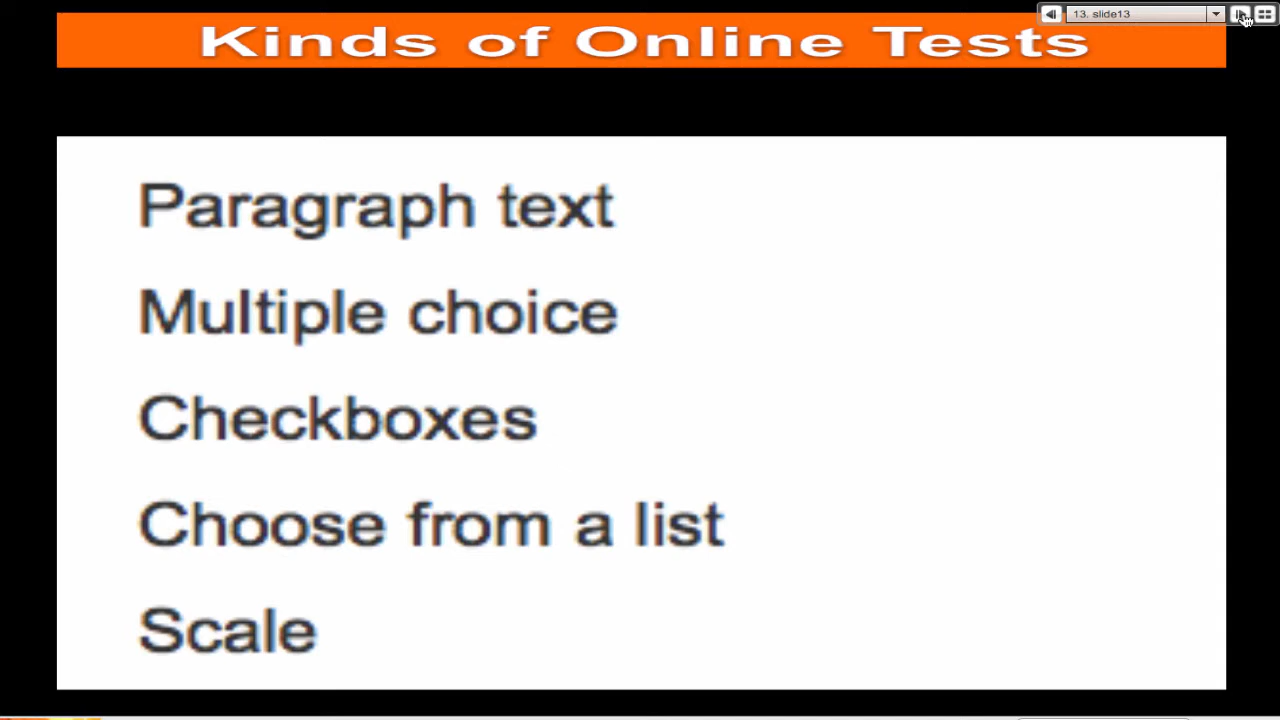 13. slide13
Kinds of Online Tests
Paragraph text
Multiple choice
Checkboxes
Choose from a list
Scale